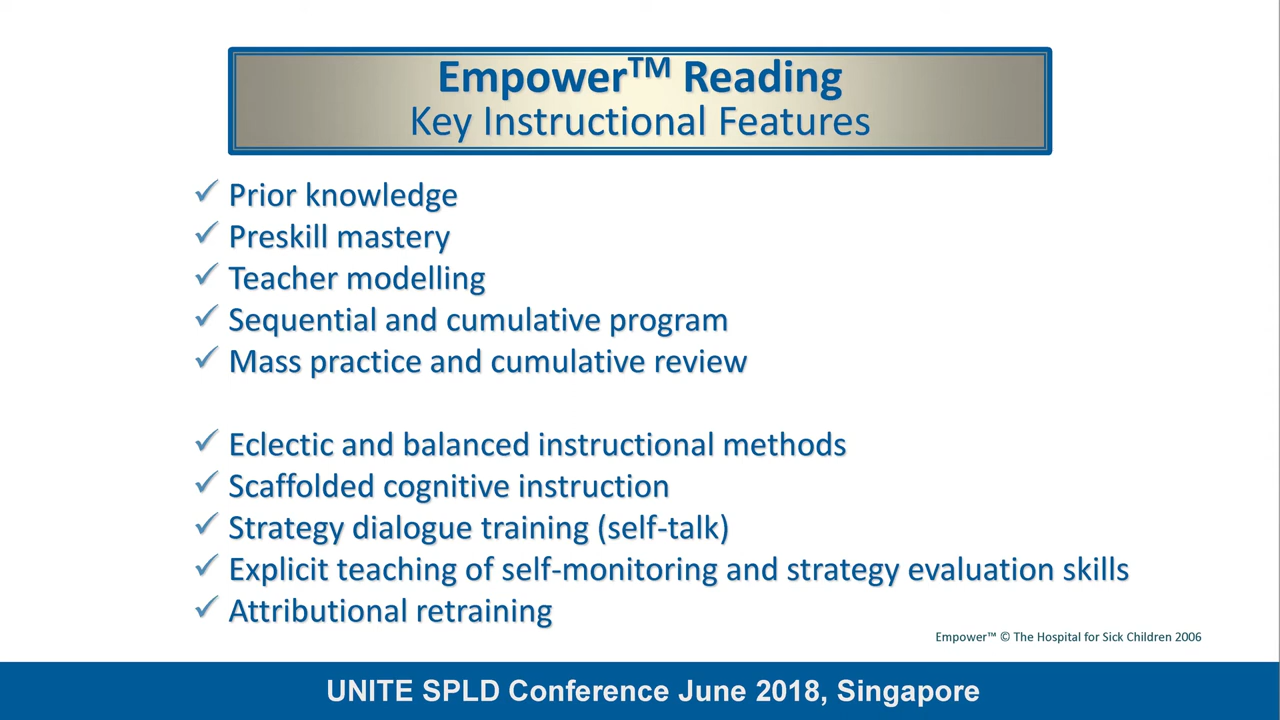 Empower™ Reading
Key Instructional Features
✓ Prior knowledge
✓ Preskill mastery
✓ Teacher modelling
✓ Sequential and cumulative program
✓ Mass practice and cumulative review
✓ Eclectic and balanced instructional methods
✓ Scaffolded cognitive instruction
✓ Strategy dialogue training (self-talk)
✓ Explicit teaching of self-monitoring and strategy evaluation skills
✓ Attributional retraining
Empower™ © The Hospital for Sick Children 2006
UNITE SPLD Conference June 2018, Singapore